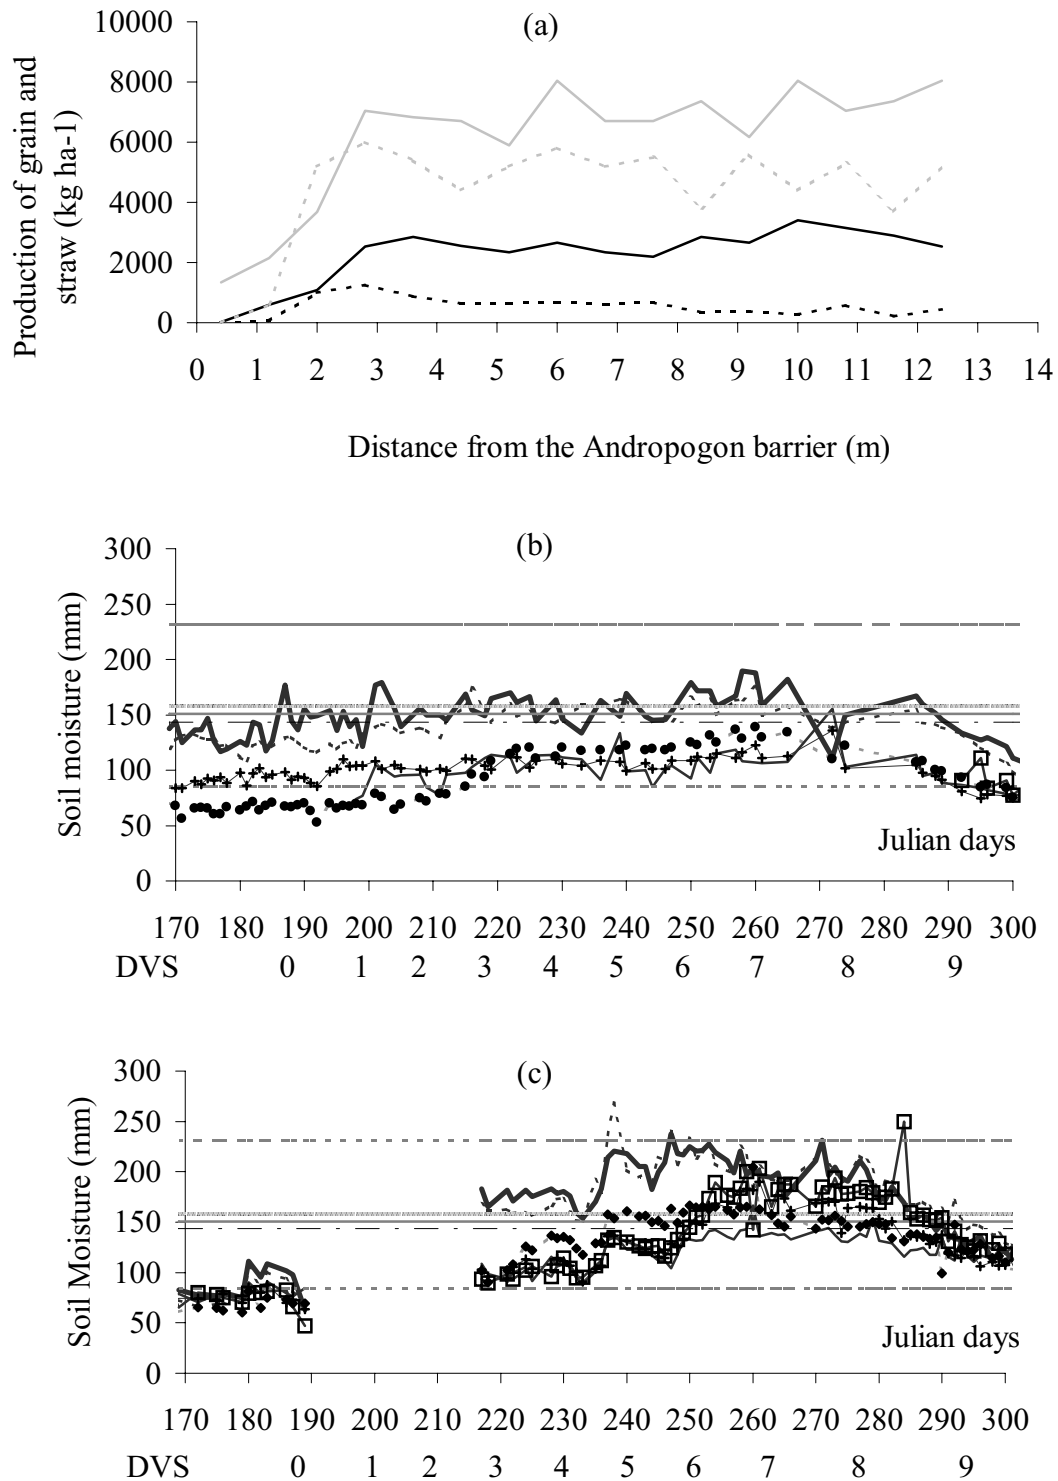 (a)
Production of grain and
straw (kg ha-1)
10000
8000
6000
4000
2000
0
0 1 2 3 4 5 6 7 8 9 10 11 12 13 14
Distance from the Andropogon barrier (m)
(b)
Soil moisture (mm)
300
250
200
150
100
50
0
Julian days
170 180 190 200 210 220 230 240 250 260 270 280 290 300
DVS 0 1 2 3 4 5 6 7 8 9
(c)
Soil Moisture (mm)
300
250
200
150
100
50
0
Julian days
170 180 190 200 210 220 230 240 250 260 270 280 290 300
DVS 0 1 2 3 4 5 6 7 8 9